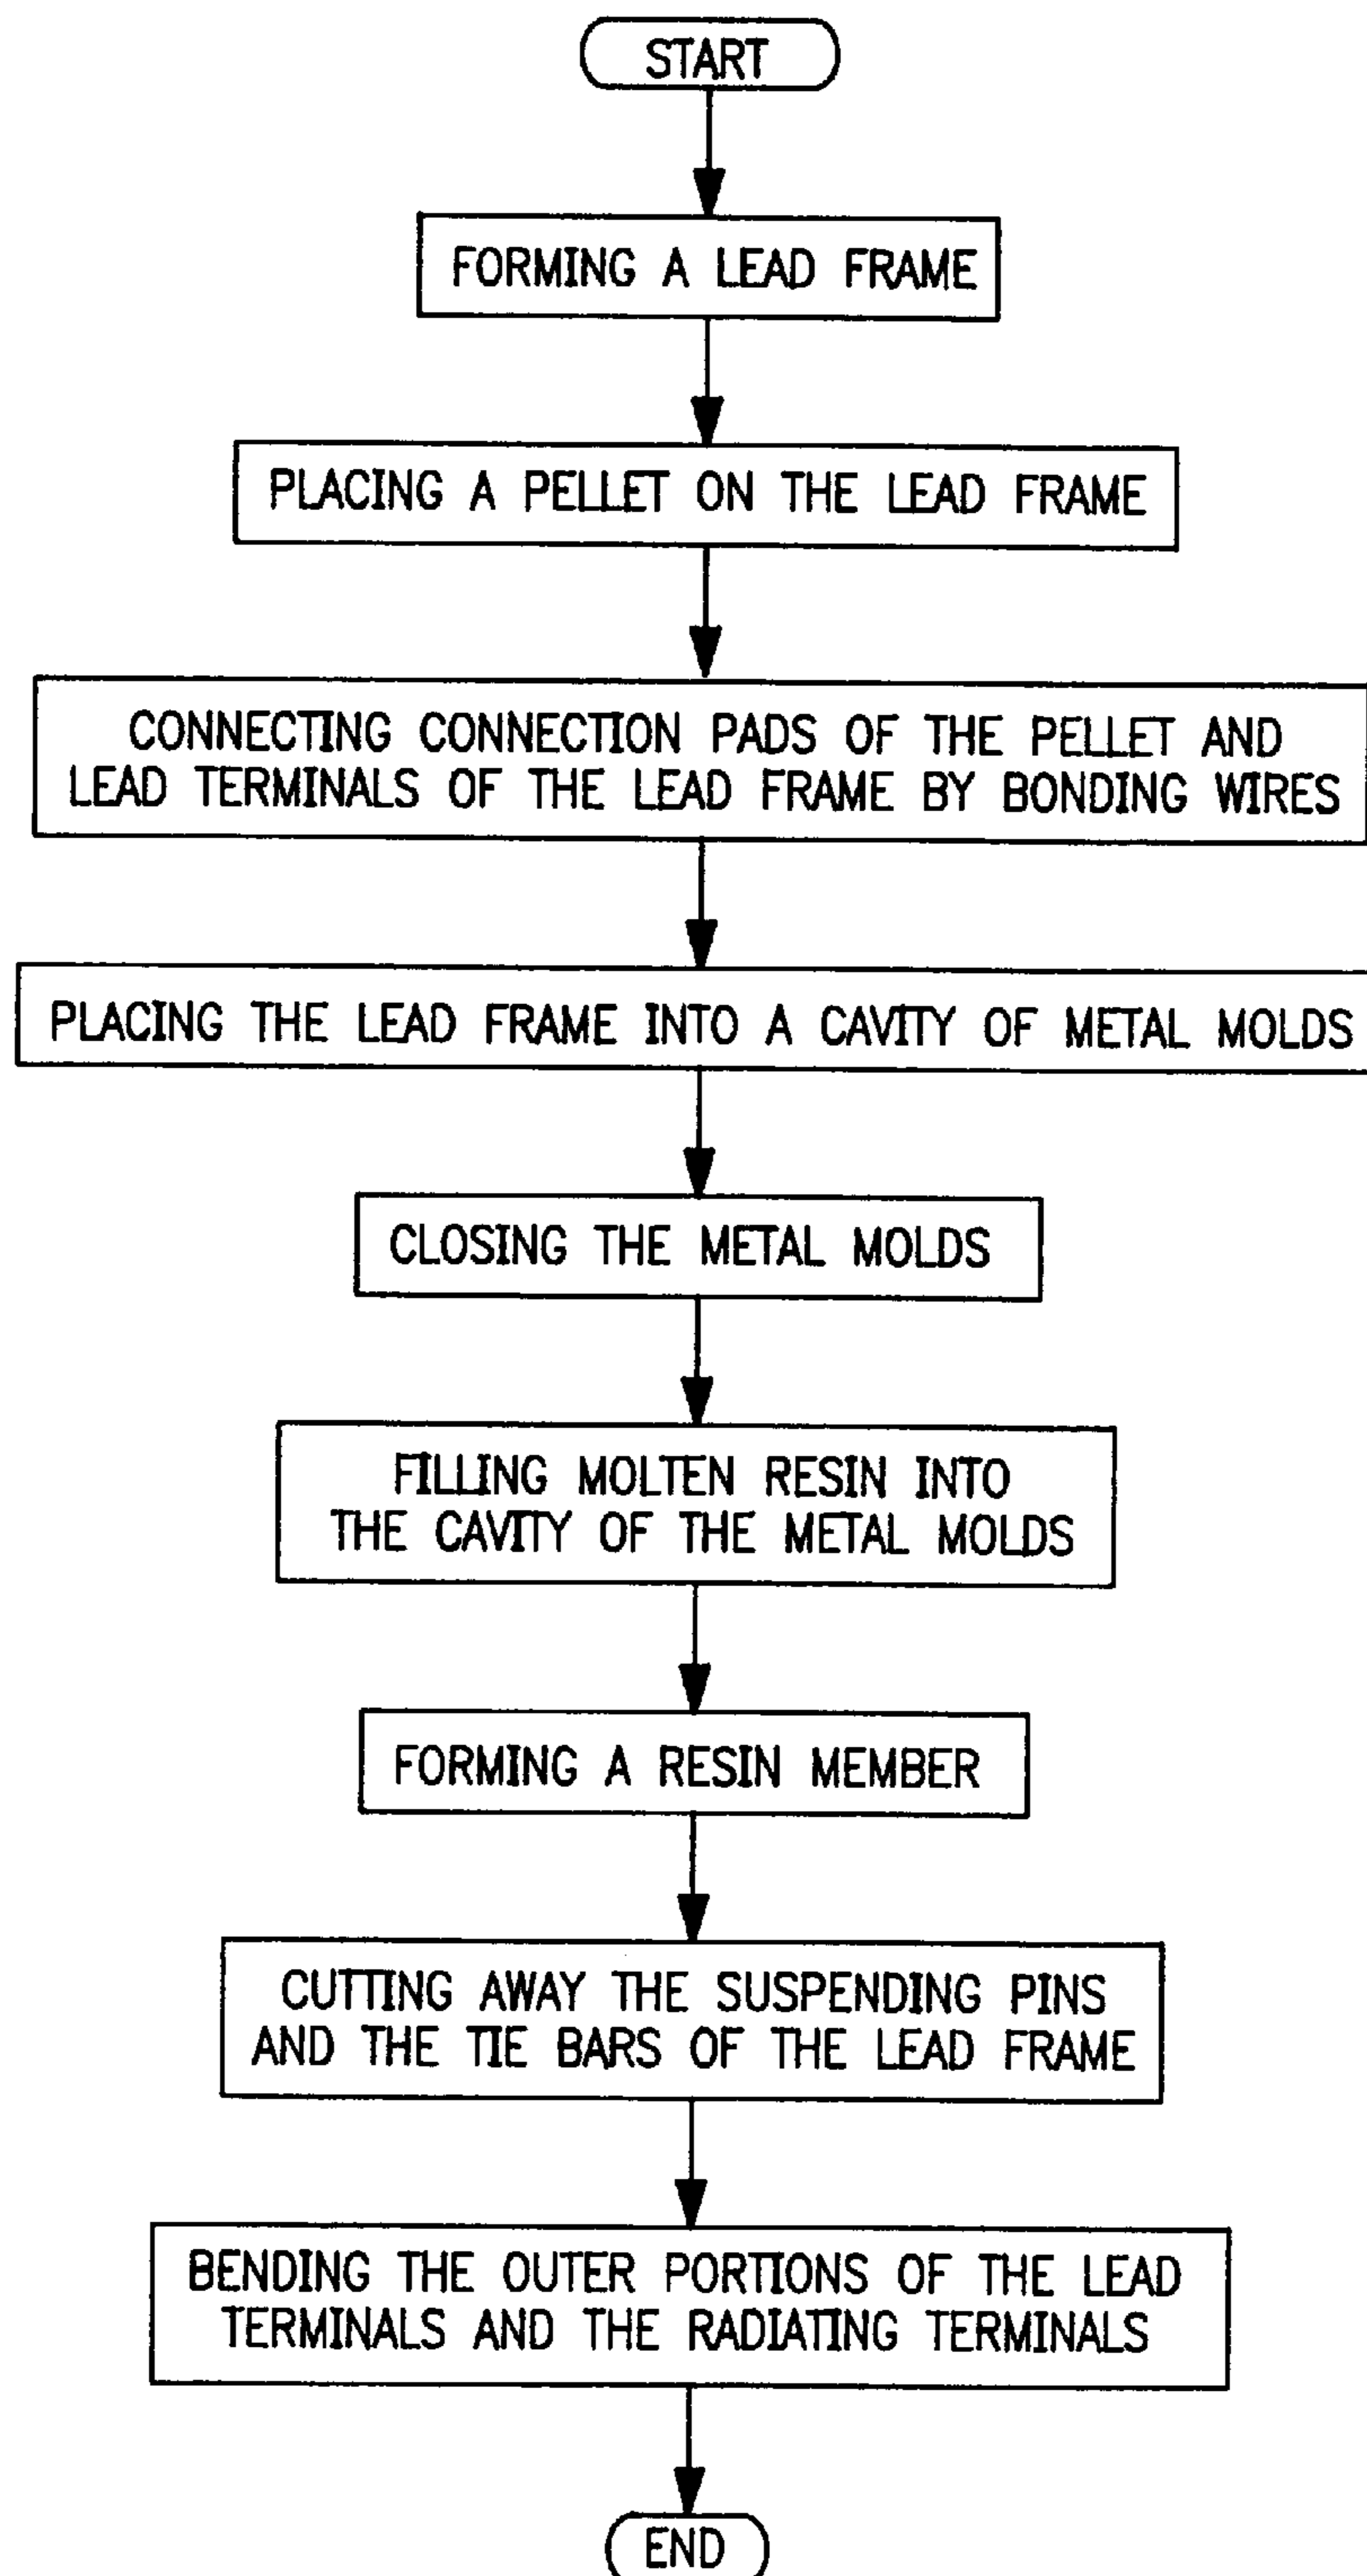 START
FORMING A LEAD FRAME
PLACING A PELLET ON THE LEAD FRAME
CONNECTING CONNECTION PADS OF THE PELLET AND
LEAD TERMINALS OF THE LEAD FRAME BY BONDING WIRES
PLACING THE LEAD FRAME INTO A CAVITY OF METAL MOLDS
CLOSING THE METAL MOLDS
FILLING MOLTEN RESIN INTO
THE CAVITY OF THE METAL MOLDS
FORMING A RESIN MEMBER
CUTTING AWAY THE SUSPENDING PINS
AND THE TIE BARS OF THE LEAD FRAME
BENDING THE OUTER PORTIONS OF THE LEAD
TERMINALS AND THE RADIATING TERMINALS
END